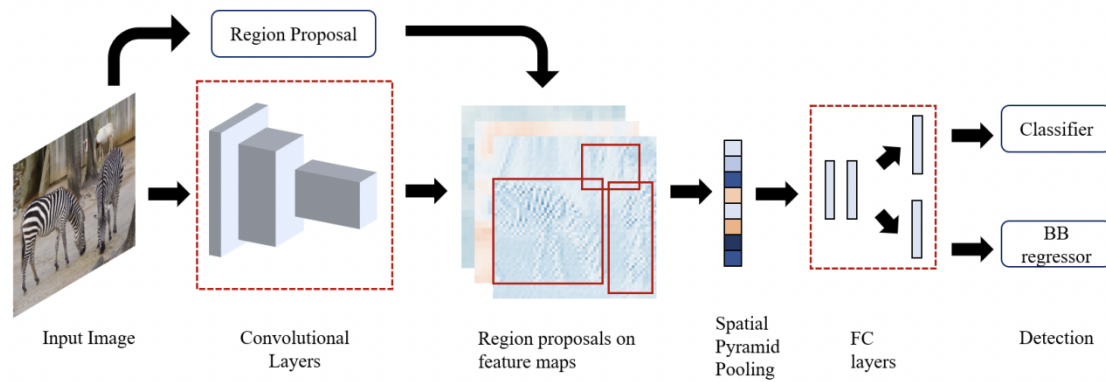 Region Proposal
Classifier
BB
regressor
Input Image
Convolutional
Layers
Region proposals on
feature maps
Spatial
Pyramid
Pooling
FC
layers
Detection